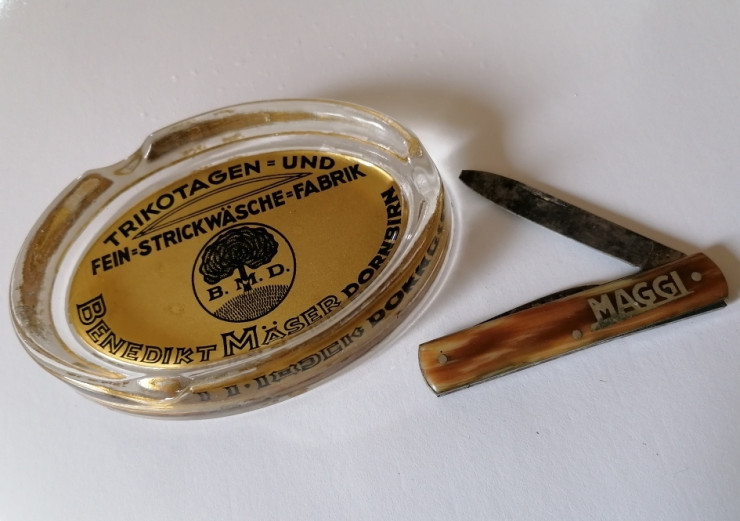 TRIKOTAGEN=UND
FEIN=STRICKWÄSCHE=FABRIK
B. M. D.
BENEDIKT MÄSER DORNBIRN
MAGGI